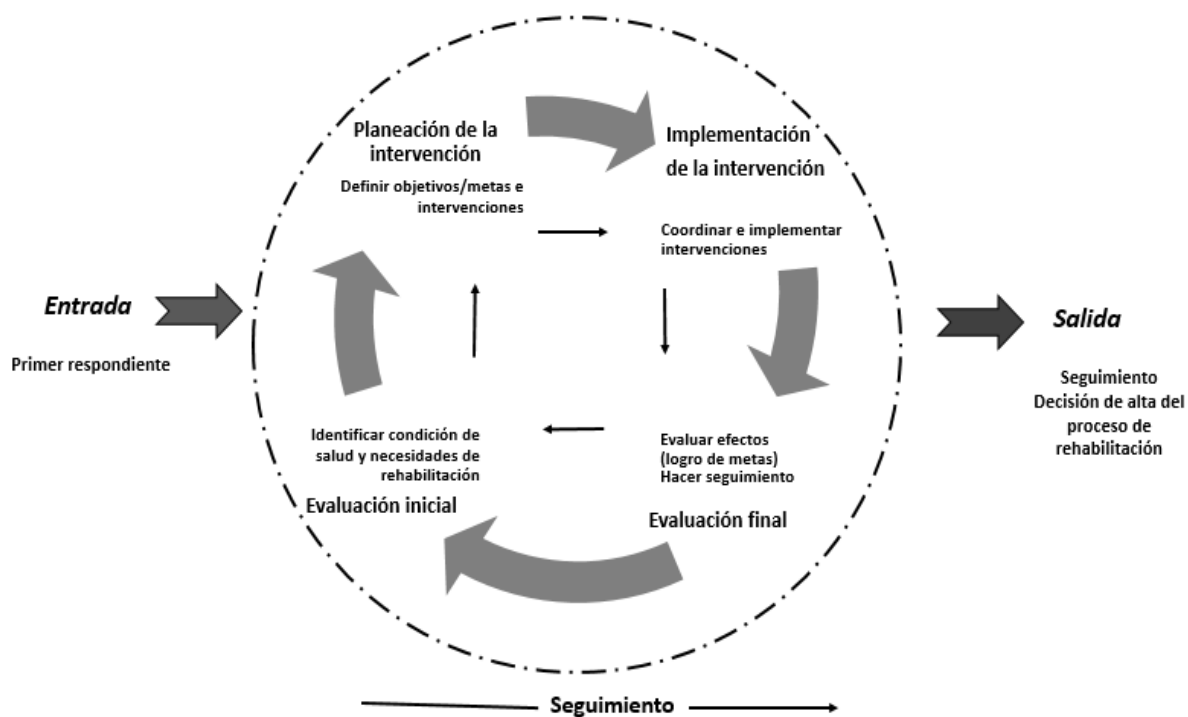 Planeación de la
intervención
Definir objetivos/metas e
intervenciones
Implementación
de la intervención
Coordinar e implementar
intervenciones
Entrada
Primer respondiente
Salida
Seguimiento
Decisión de alta del
proceso de
rehabilitación
Identificar condición de
salud y necesidades de
rehabilitación
Evaluación inicial
Evaluar efectos
(logro de metas)
Hacer seguimiento
Evaluación final
Seguimiento